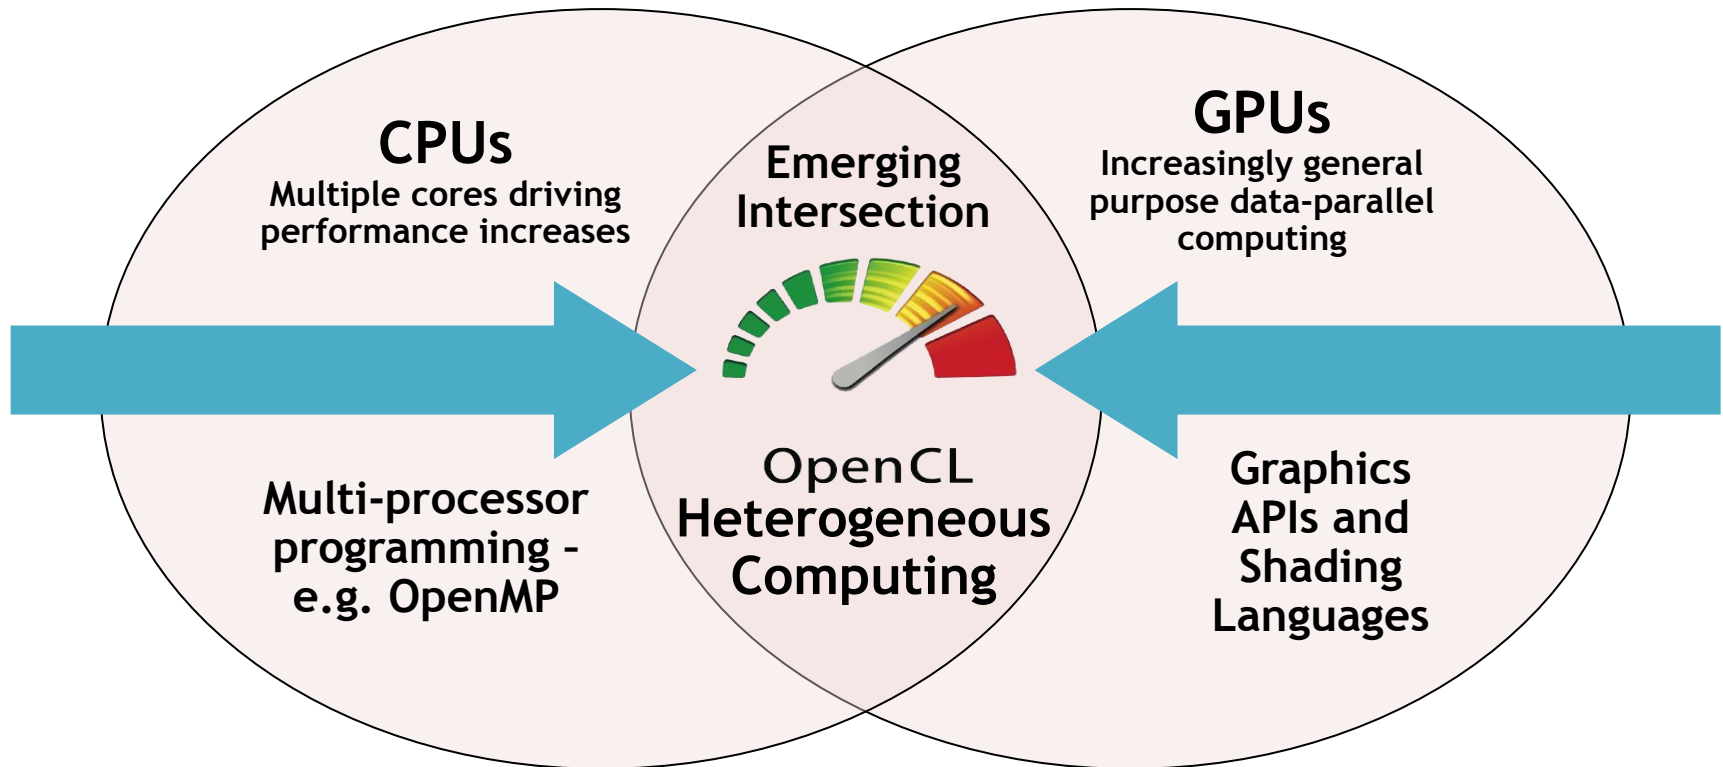 CPUs
Multiple cores driving
performance increases
Multi-processor
programming –
e.g. OpenMP
Emerging
Intersection
OpenCL
Heterogeneous
Computing
GPUs
Increasingly general
purpose data-parallel
computing
Graphics
APIs and
Shading
Languages